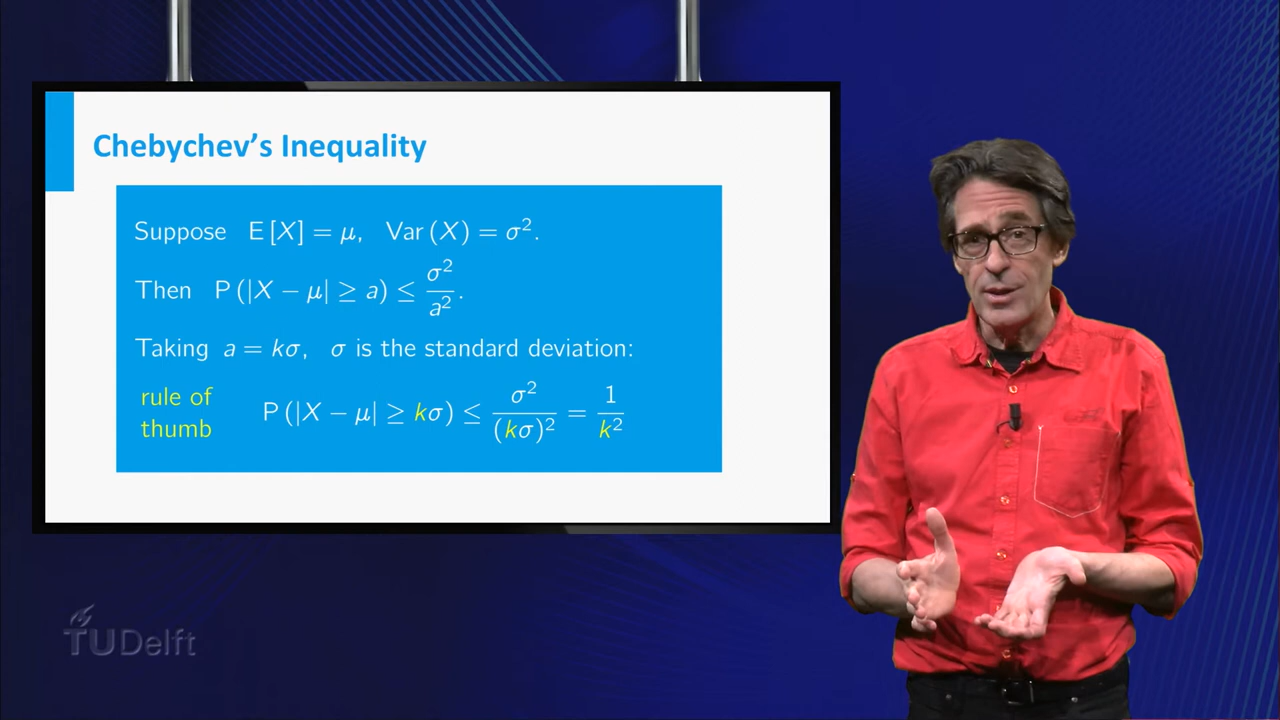 Chebychev's Inequality
Suppose E [X] = μ, Var (X) = σ².
Then P (|X − μ| ≥ a) ≤ σ²/a².
Taking a = kσ, σ is the standard deviation:
rule of thumb P (|X − μ| ≥ kσ) ≤ σ²/(kσ)² = 1/k²
TUDelft